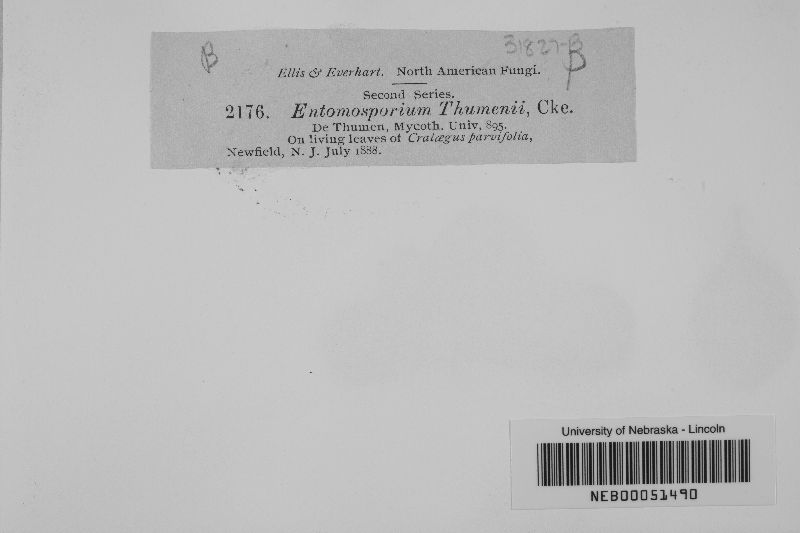 β 31827-β
Ellis & Everhart. North American Fungi.
Second Series.
2176. Entomosporium Thumenii, Cke.
De Thumen, Mycoth. Univ, 895.
On living leaves of Cratægus parvifolia,
Newfield, N. J. July 1888.
University of Nebraska - Lincoln
NEB00051490